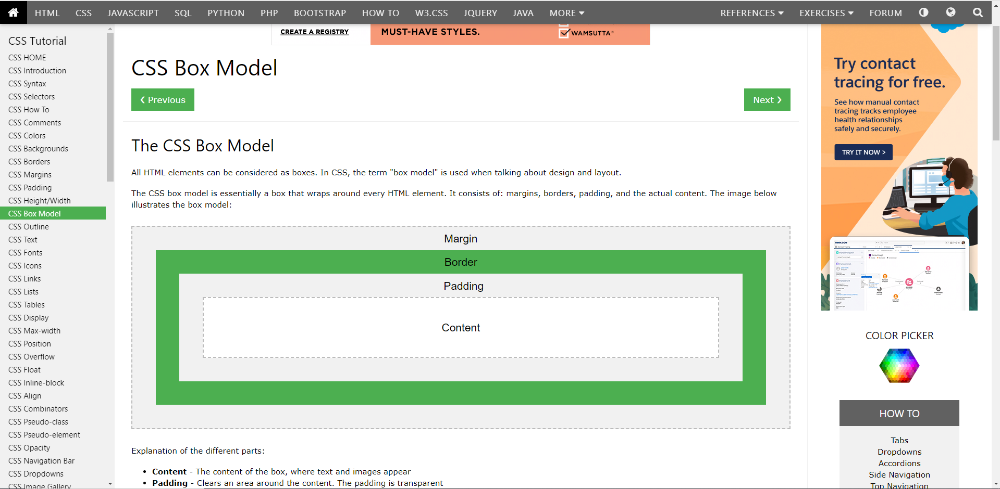 HTML CSS JAVASCRIPT SQL PYTHON PHP BOOTSTRAP HOW TO W3.CSS JQUERY JAVA MORE REFERENCES EXERCISES FORUM
CSS Tutorial
CSS HOME
CSS Introduction
CSS Syntax
CSS Selectors
CSS How To
CSS Comments
CSS Colors
CSS Backgrounds
CSS Borders
CSS Margins
CSS Padding
CSS Height/Width
CSS Box Model
CSS Outline
CSS Text
CSS Fonts
CSS Icons
CSS Links
CSS Lists
CSS Tables
CSS Display
CSS Max-width
CSS Position
CSS Overflow
CSS Float
CSS Inline-block
CSS Align
CSS Combinators
CSS Pseudo-class
CSS Pseudo-element
CSS Opacity
CSS Navigation Bar
CSS Dropdowns
CSS Image Gallery
CREATE A REGISTRY
MUST-HAVE STYLES.
WAMSUTTA®
CSS Box Model
❮ Previous
Next ❯
The CSS Box Model
All HTML elements can be considered as boxes. In CSS, the term "box model" is used when talking about design and layout.
The CSS box model is essentially a box that wraps around every HTML element. It consists of: margins, borders, padding, and the actual content. The image below
illustrates the box model:
Margin
Border
Padding
Content
Explanation of the different parts:
• Content - The content of the box, where text and images appear
• Padding - Clears an area around the content. The padding is transparent
Try contact
tracing for free.
See how manual contact
tracing tracks employee
health relationships
safely and securely.
TRY IT NOW >
COLOR PICKER
HOW TO
Tabs
Dropdowns
Accordions
Side Navigation
Top Navigation